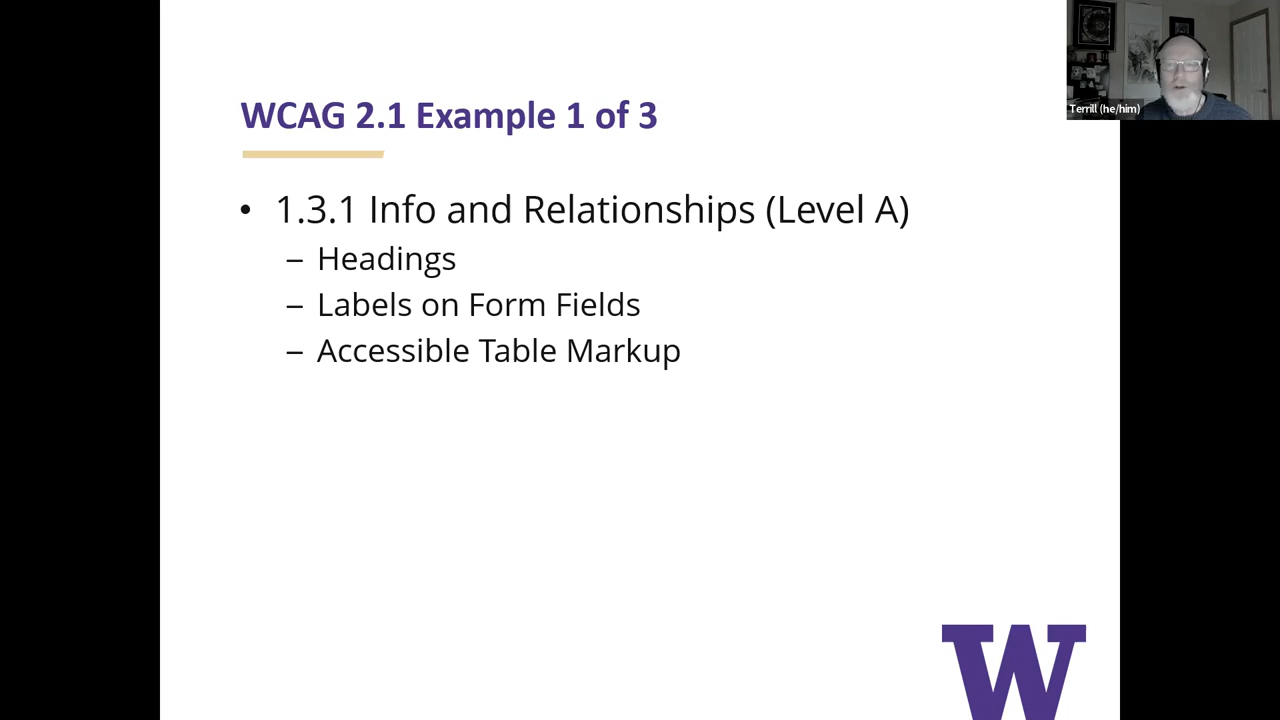 WCAG 2.1 Example 1 of 3
• 1.3.1 Info and Relationships (Level A)
– Headings
– Labels on Form Fields
– Accessible Table Markup
Terrill (he/him)
W